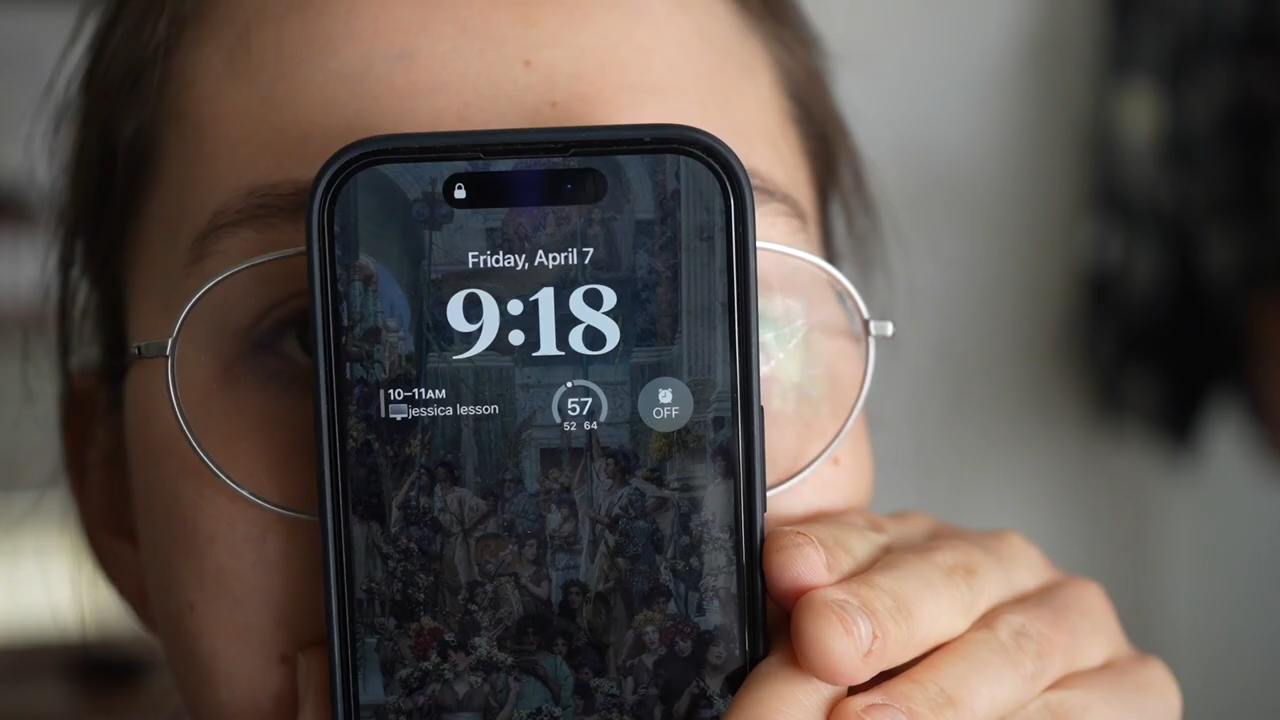 Friday, April 7
9:18
10–11AM
jessica lesson
57
52 64
OFF